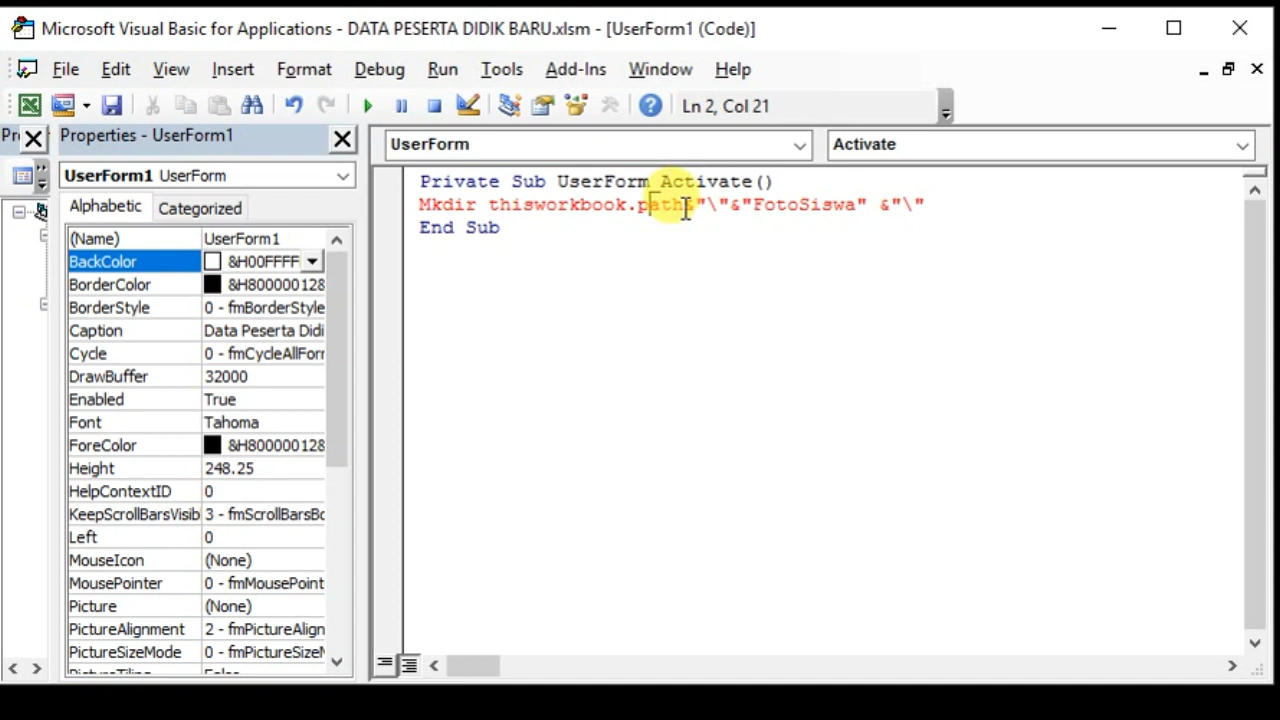 Microsoft Visual Basic for Applications - DATA PESERTA DIDIK BARU.xlsm - [UserForm1 (Code)]
File Edit View Insert Format Debug Run Tools Add-Ins Window Help
Ln 2, Col 21
Properties - UserForm1
UserForm1 UserForm
Alphabetic Categorized
(Name) UserForm1
BackColor &H00FFFF
BorderColor &H80000012&
BorderStyle 0 - fmBorderStyle
Caption Data Peserta Didi
Cycle 0 - fmCycleAllForr
DrawBuffer 32000
Enabled True
Font Tahoma
ForeColor &H80000012&
Height 248.25
HelpContextID 0
KeepScrollBarsVisib 3 - fmScrollBarsBo
Left 0
MouseIcon (None)
MousePointer 0 - fmMousePoint
Picture (None)
PictureAlignment 2 - fmPictureAlign
PictureSizeMode 0 - fmPictureSize
UserForm
Activate
Private Sub UserForm_Activate()
Mkdir thisworkbook.path&"\"&"FotoSiswa" &"\"
End Sub